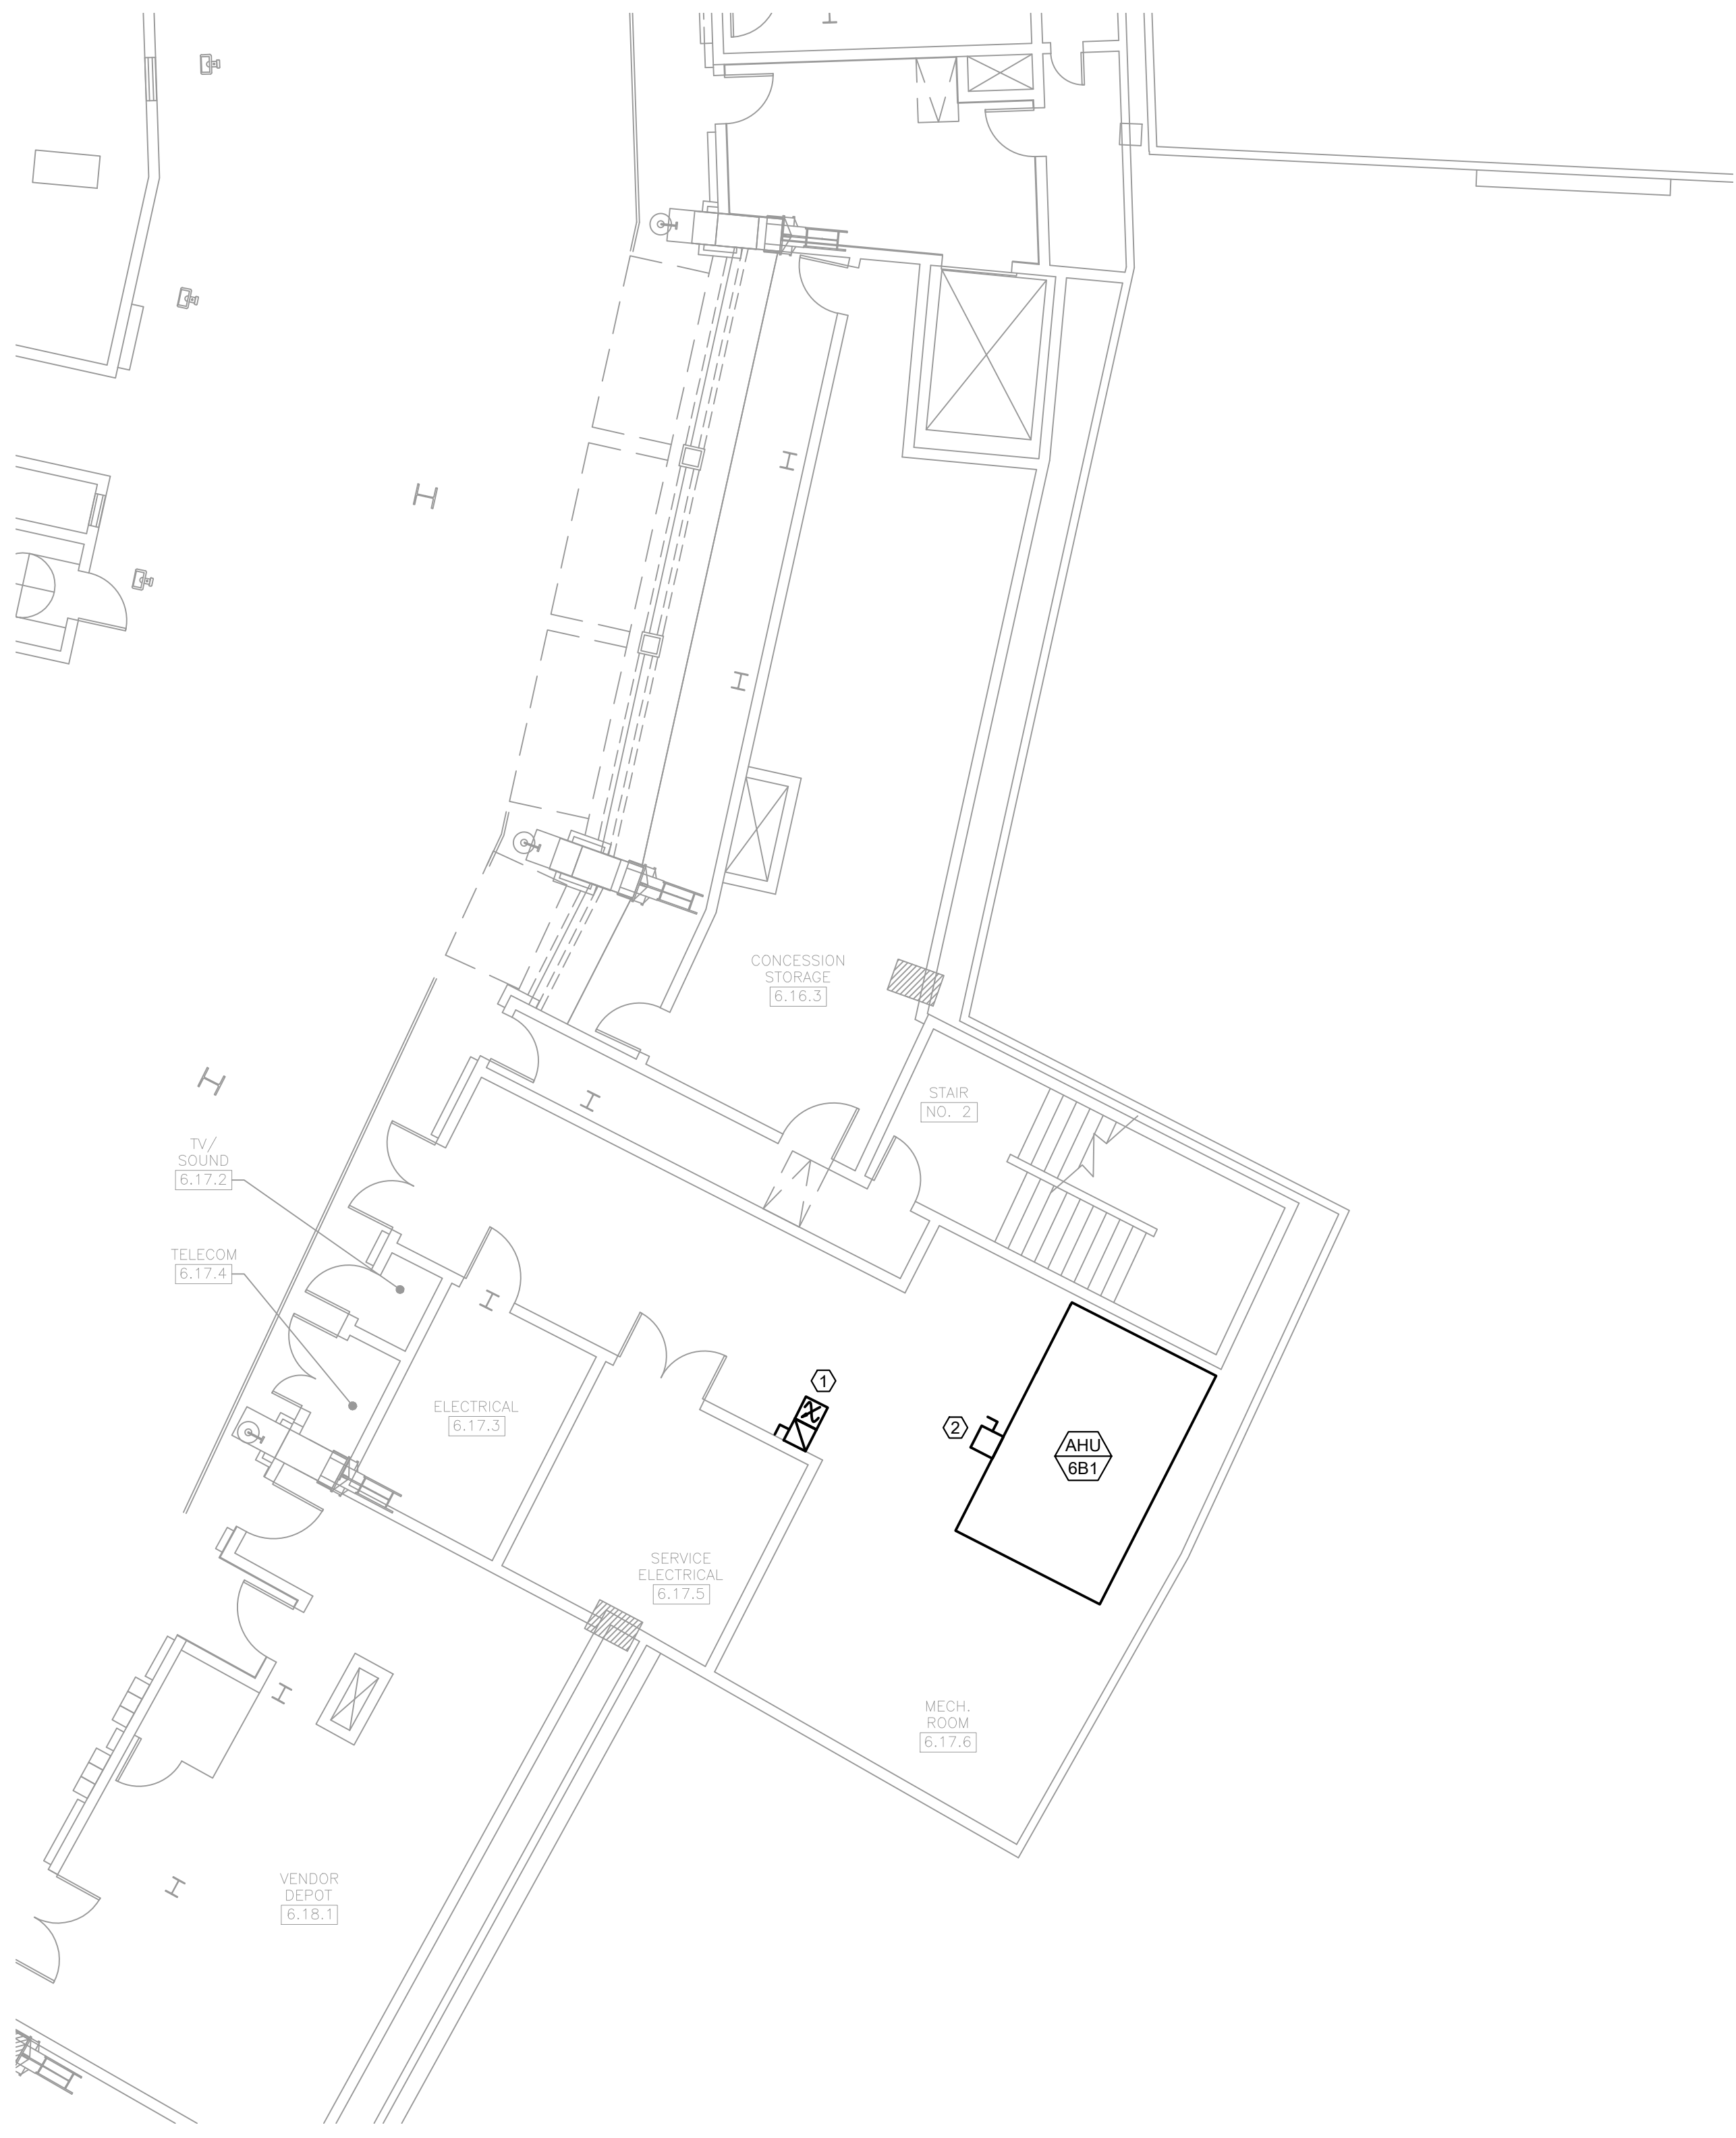 CONCESSION
STORAGE
6.16.3
STAIR
NO. 2
TV/
SOUND
6.17.2
TELECOM
6.17.4
1
ELECTRICAL
6.17.3
2
AHU
6B1
SERVICE
ELECTRICAL
6.17.5
MECH.
ROOM
6.17.6
VENDOR
DEPOT
6.18.1